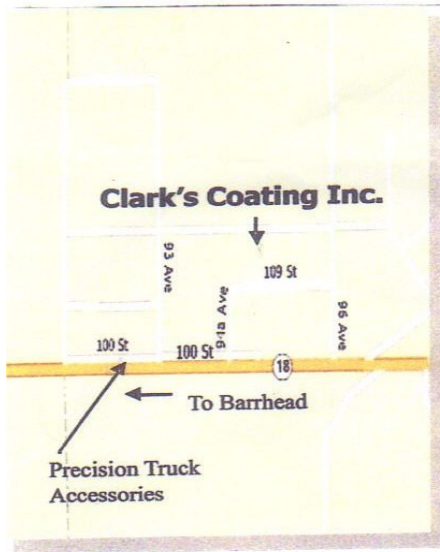 Clark's Coating Inc.
93 Ave
109 St
94a Ave
96 Ave
100 St
100 St
18
To Barrhead
Precision Truck
Accessories